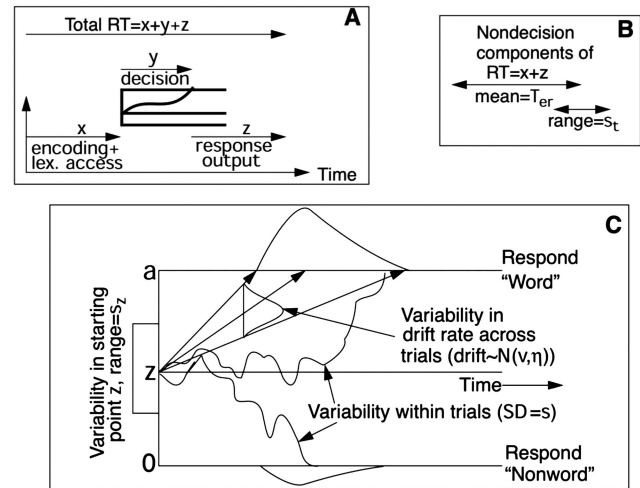 A
Total RT=x+y+z
y
decision
x
z
encoding+
lex. access
response
output
Time
B
Nondecision
components of
RT=x+z
mean=Ter
range=st
C
a
Respond
“Word”
Variability in starting
point z, range=sz
Variability in
drift rate across
trials (drift~N(v,η))
z
Time
Variability within trials (SD=s)
0
Respond
“Nonword”